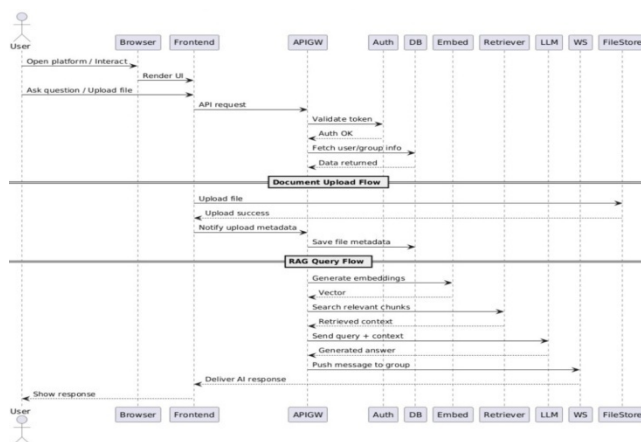 User
Browser Frontend APIGW Auth DB Embed Retriever LLM WS FileStore
Open platform / Interact
Render UI
Ask question / Upload file
API request
Validate token
Auth OK
Fetch user/group info
Data returned
Document Upload Flow
Upload file
Upload success
Notify upload metadata
Save file metadata
RAG Query Flow
Generate embeddings
Vector
Search relevant chunks
Retrieved context
Send query + context
Generated answer
Push message to group
Deliver AI response
Show response
User
Browser Frontend APIGW Auth DB Embed Retriever LLM WS FileStore